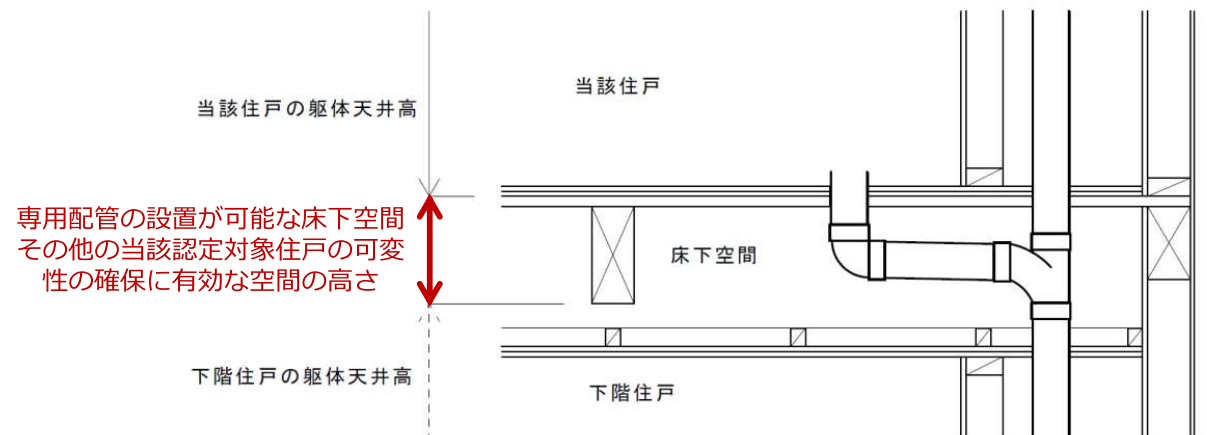 当該住戸
当該住戸の躯体天井高
専用配管の設置が可能な床下空間
その他の当該認定対象住戸の可変
性の確保に有効な空間の高さ
床下空間
下階住戸の躯体天井高
下階住戸